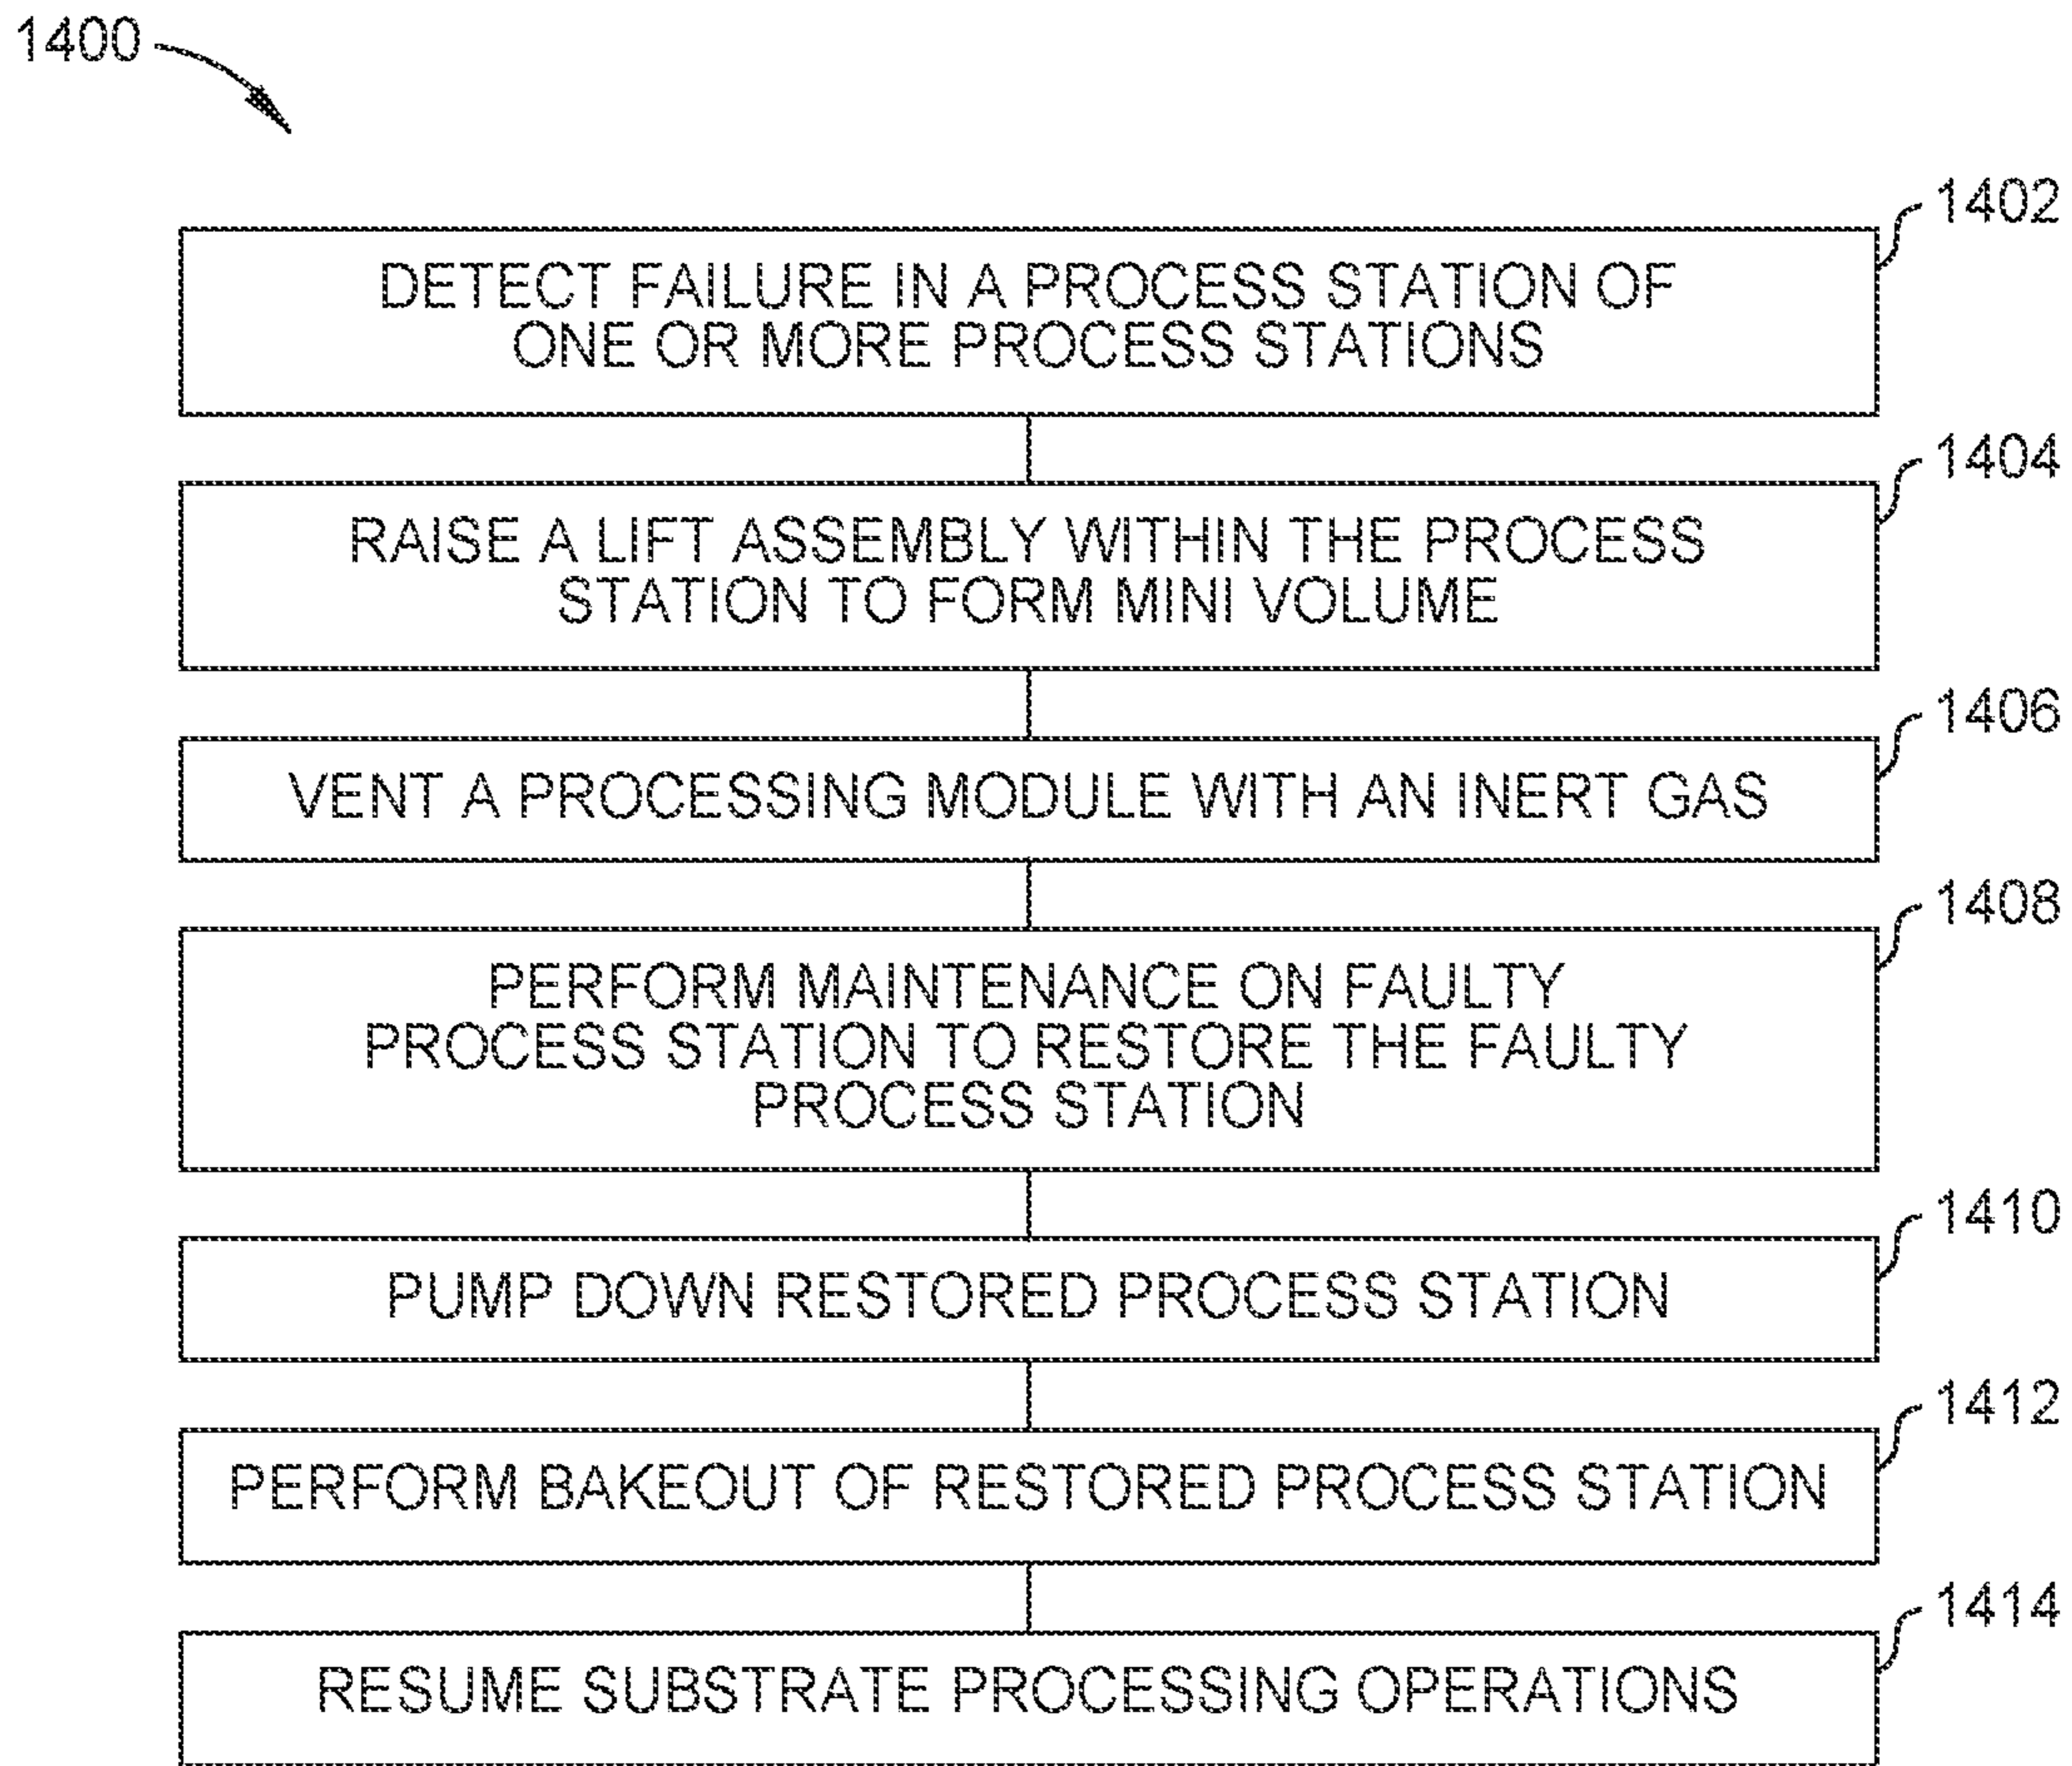 1400
1402
DETECT FAILURE IN A PROCESS STATION OF
ONE OR MORE PROCESS STATIONS
1404
RAISE A LIFT ASSEMBLY WITHIN THE PROCESS
STATION TO FORM MINI VOLUME
1406
VENT A PROCESSING MODULE WITH AN INERT GAS
1408
PERFORM MAINTENANCE ON FAULTY
PROCESS STATION TO RESTORE THE FAULTY
PROCESS STATION
1410
PUMP DOWN RESTORED PROCESS STATION
1412
PERFORM BAKEOUT OF RESTORED PROCESS STATION
1414
RESUME SUBSTRATE PROCESSING OPERATIONS